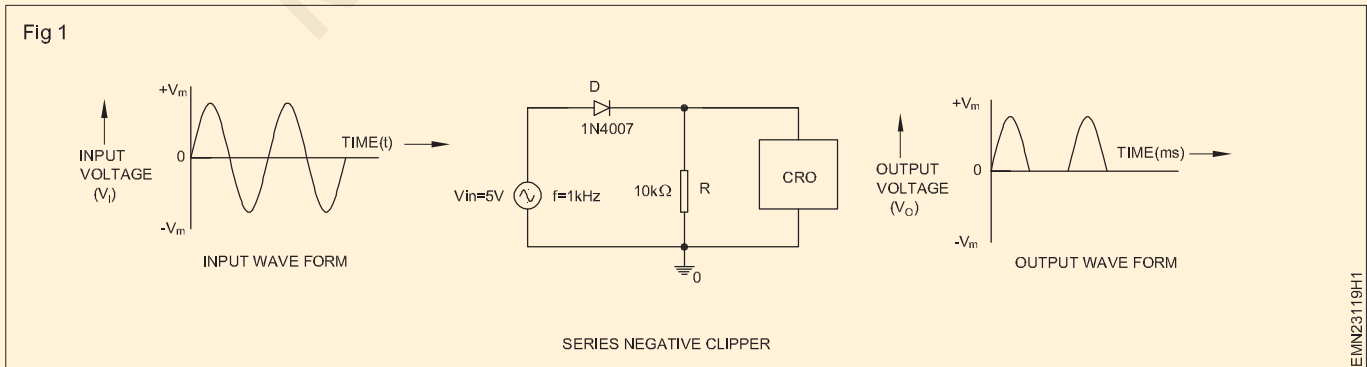 Fig 1
+Vm
INPUT
VOLTAGE
(VI)
0
TIME(t)
-Vm
INPUT WAVE FORM
D
1N4007
Vin=5V
f=1kHz
10kΩ
R
CRO
0
+Vm
OUTPUT
VOLTAGE
(VO)
0
TIME(ms)
-Vm
OUTPUT WAVE FORM
SERIES NEGATIVE CLIPPER
EMN23119H1